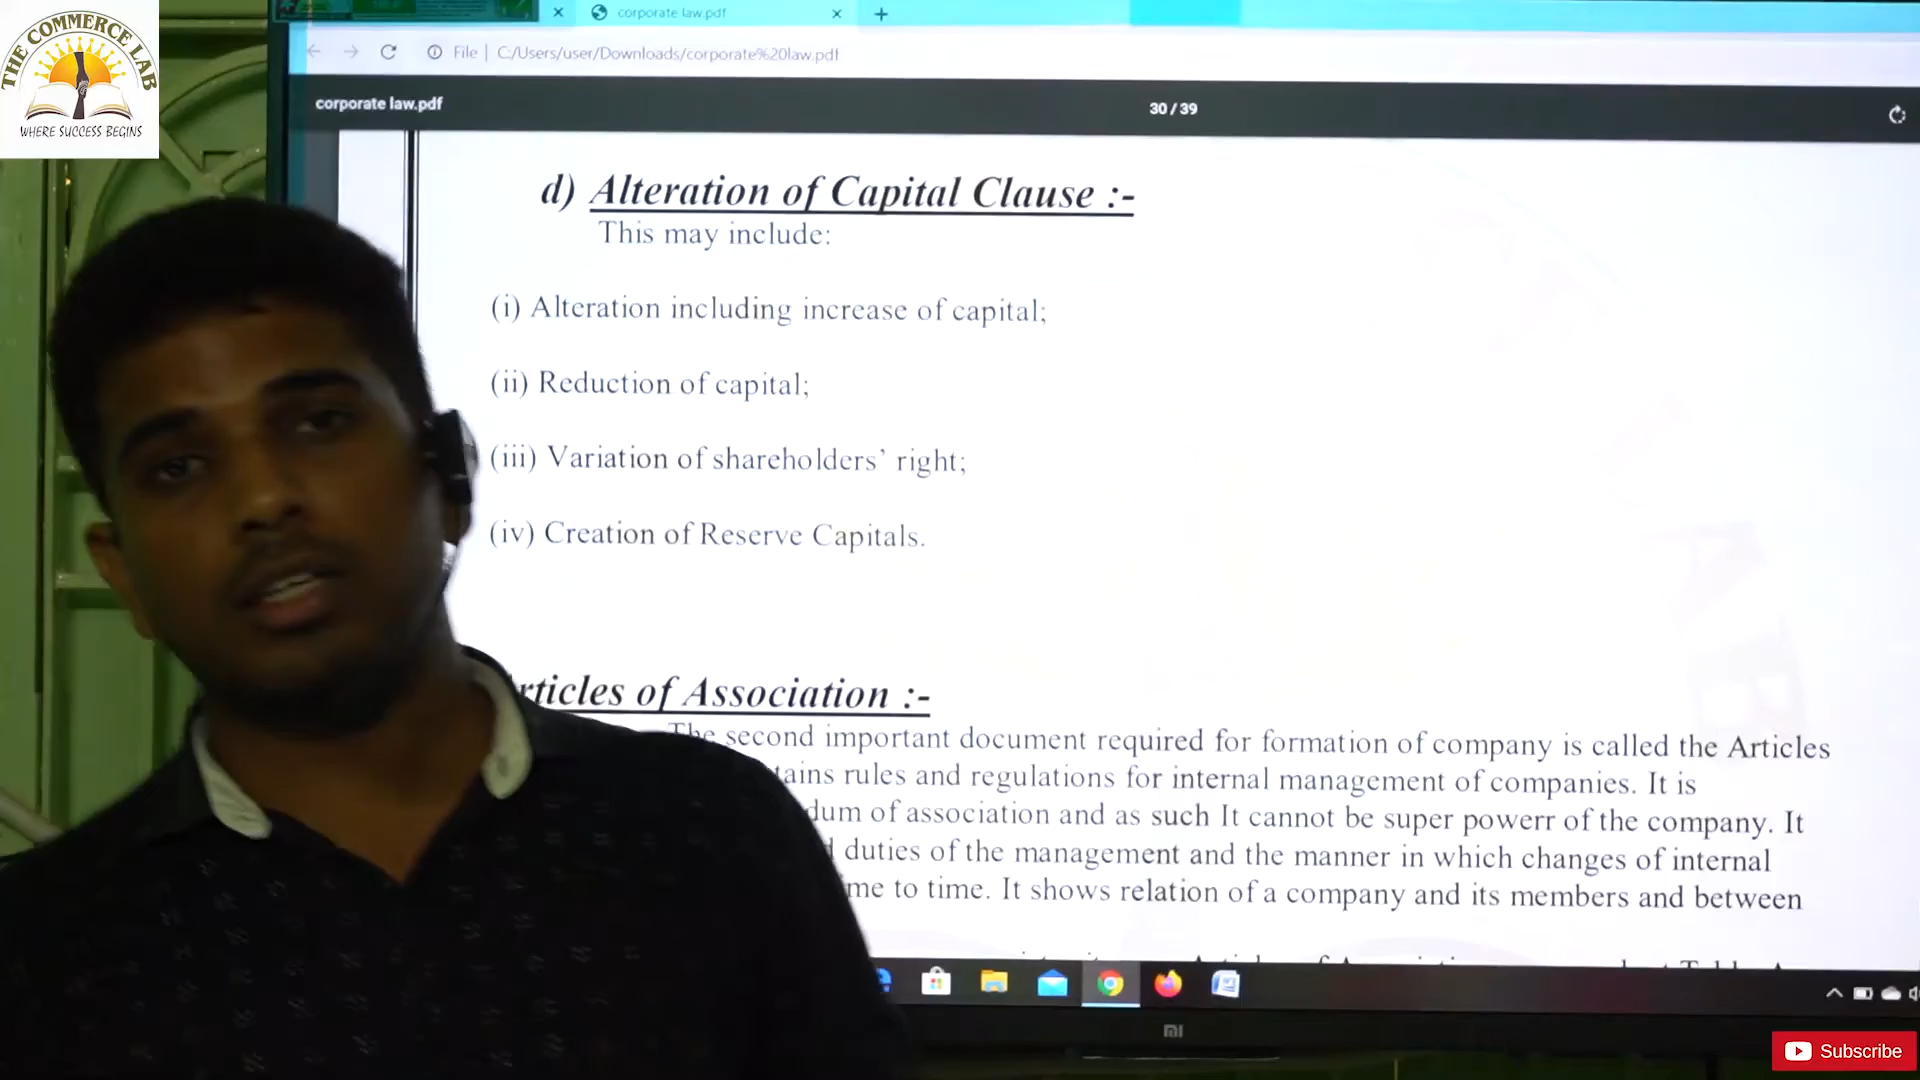 THE COMMERCE LAB
WHERE SUCCESS BEGINS
corporate law.pdf
File | C:/Users/user/Downloads/corporate%20law.pdf
corporate law.pdf
30 / 39
d) Alteration of Capital Clause :-
This may include:
(i) Alteration including increase of capital;
(ii) Reduction of capital;
(iii) Variation of shareholders’ right;
(iv) Creation of Reserve Capitals.
rticles of Association :-
The second important document required for formation of company is called the Articles
tains rules and regulations for internal management of companies. It is
dum of association and as such It cannot be super powerr of the company. It
duties of the management and the manner in which changes of internal
me to time. It shows relation of a company and its members and between
mi
Subscribe